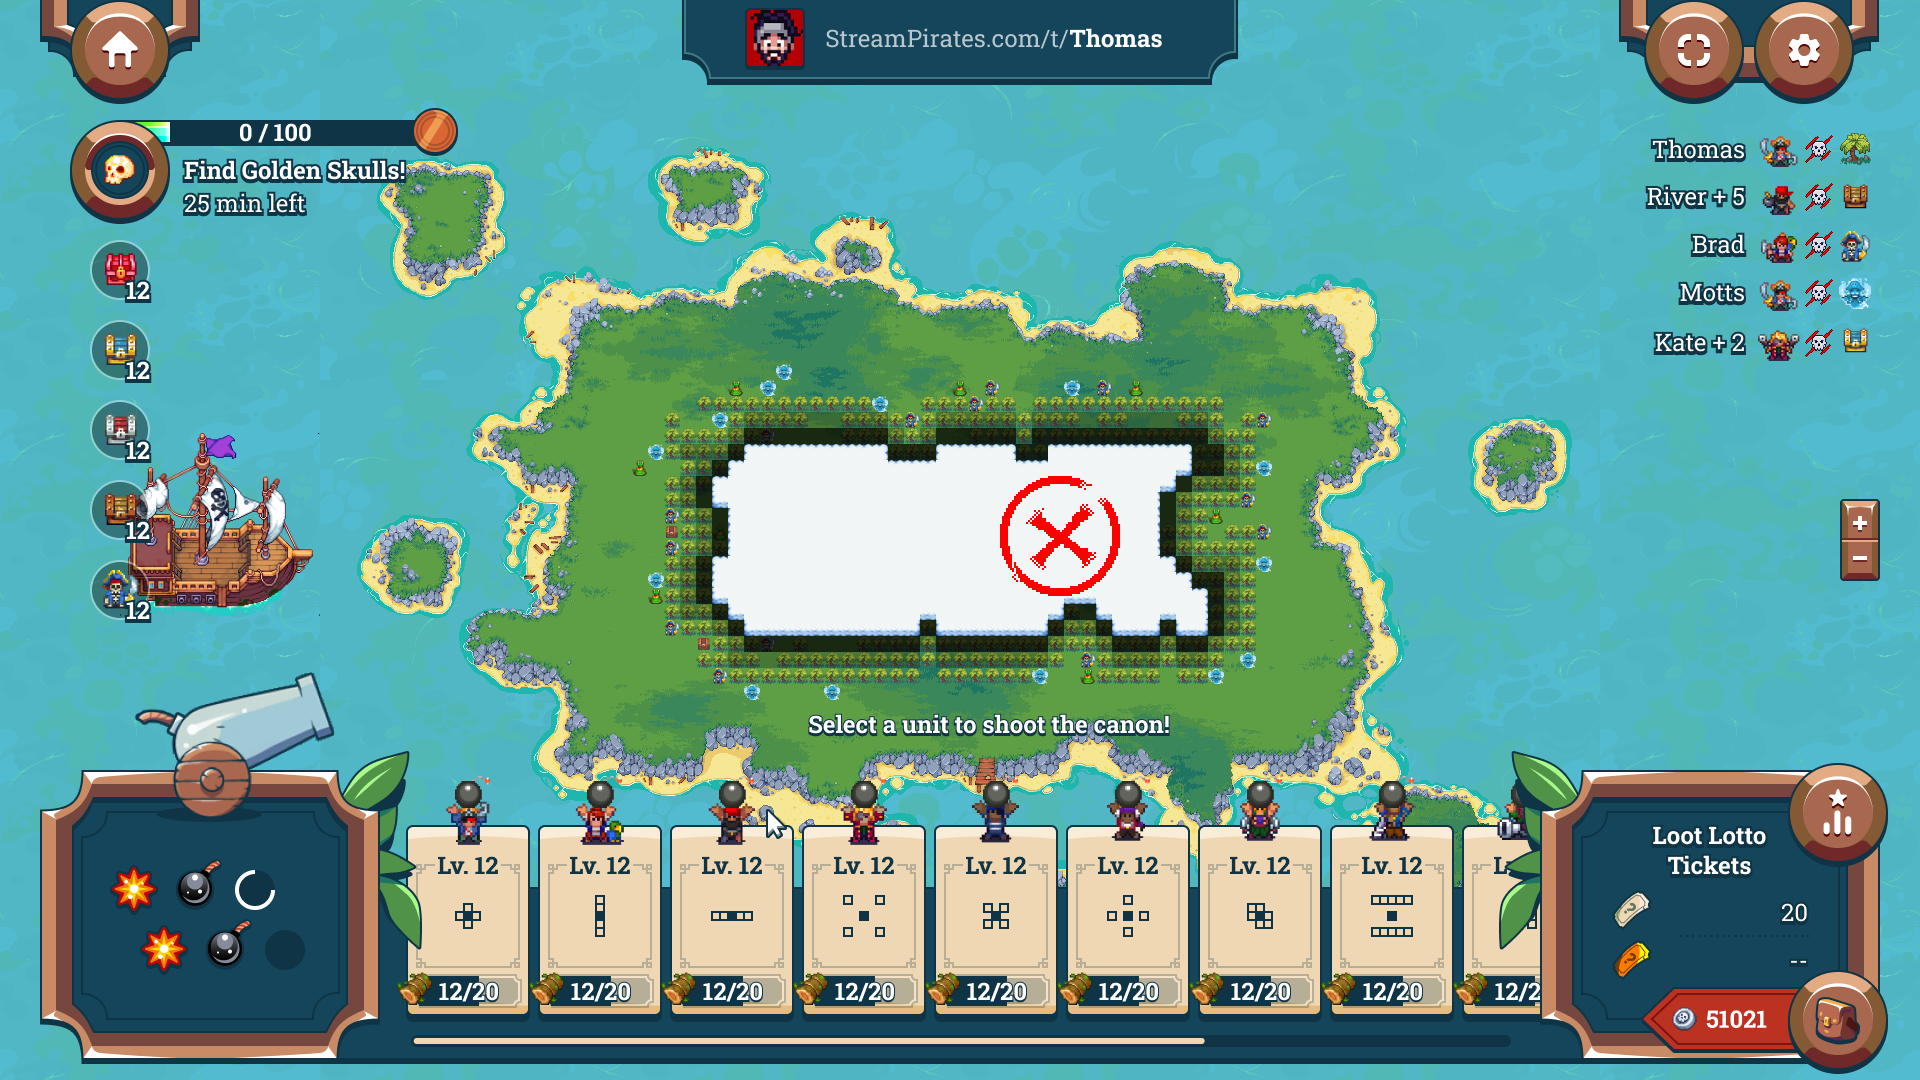 StreamPirates.com/t/Thomas
0 / 100
Find Golden Skulls!
25 min left
12
12
12
12
12
Thomas
River + 5
Brad
Motts
Kate + 2
+
−
Select a unit to shoot the canon!
Lv. 12
Lv. 12
Lv. 12
Lv. 12
Lv. 12
Lv. 12
Lv. 12
Lv. 12
12/20
12/20
12/20
12/20
12/20
12/20
12/20
12/20
Loot Lotto
Tickets
20
--
51021